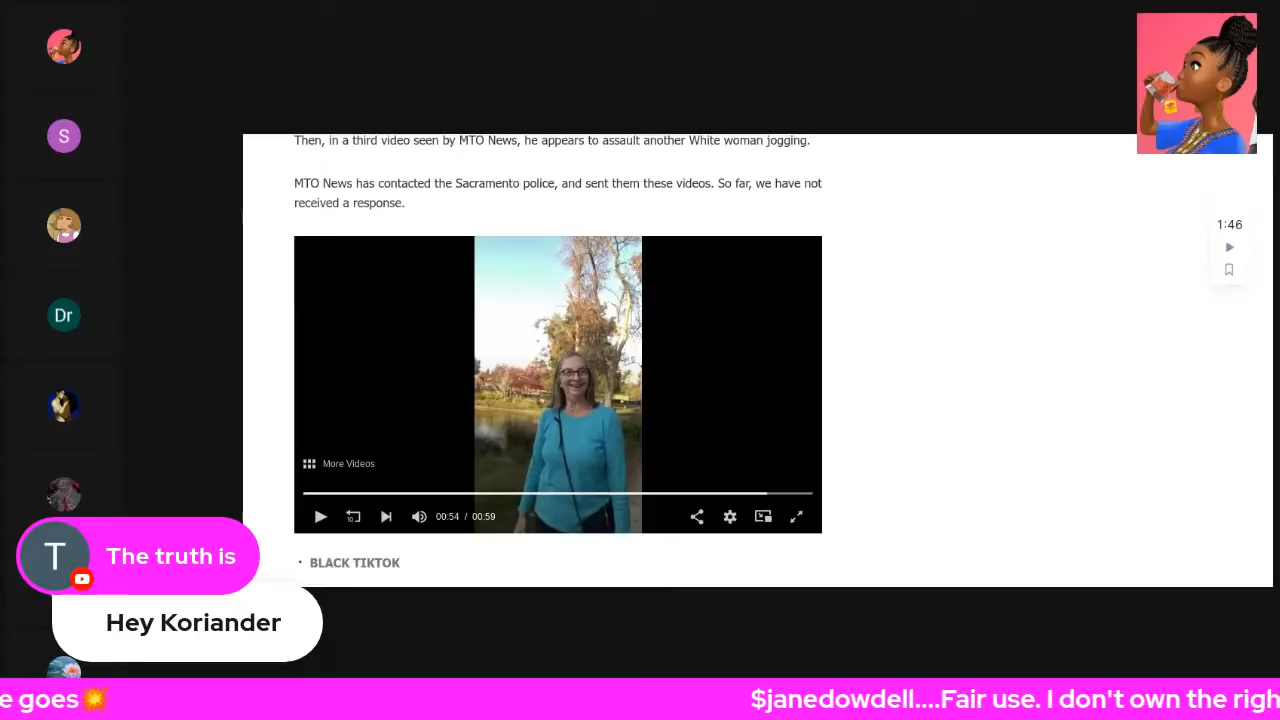 Then, in a third video seen by MTO News, he appears to assault another White woman jogging.
MTO News has contacted the Sacramento police, and sent them these videos. So far, we have not
received a response.
S
1:46
Dr
More Videos
10
00:54 / 00:59
• BLACK TIKTOK
T
The truth is
Hey Koriander
e goes💥
$janedowdell....Fair use. I don't own the righ